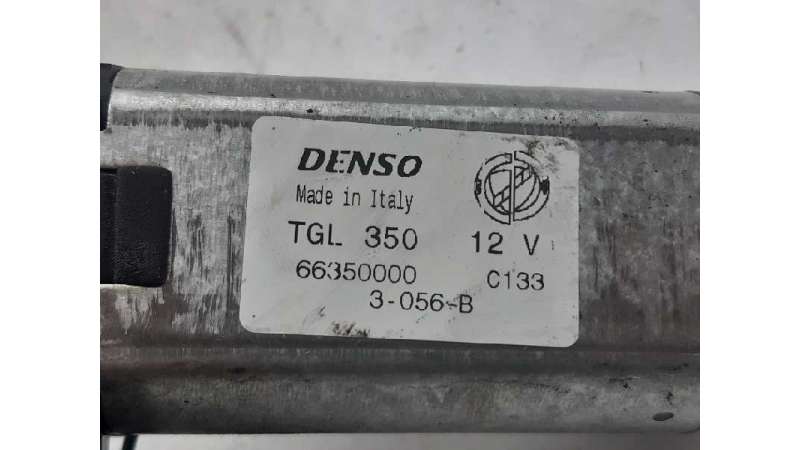 DENSO
Made in Italy
TGL 350 12 V
66350000 C133
3-056-B